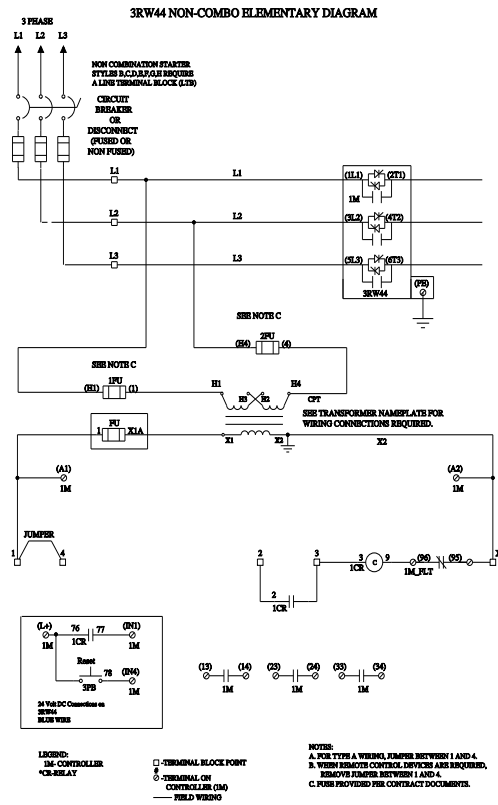 3RW44 NON-COMBO ELEMENTARY DIAGRAM
3 PHASE
L1 L2 L3
NON COMBINATION STARTER
STYLES B,C,D,E,F,G,H REQUIRE
A LINE TERMINAL BLOCK (LTB)
CIRCUIT
BREAKER
OR
DISCONNECT
(FUSED OR
NON FUSED)
L1 L1 (1L1) (2T1)
1M
L2 L2 (3L2) (4T2)
L3 L3 (5L3) (6T3)
3RW44
(PE)
SEE NOTE C
2FU
(H4) (4)
SEE NOTE C
1FU
(H1) (1)
H1 H3 H2 H4
CPT
SEE TRANSFORMER NAMEPLATE FOR
WIRING CONNECTIONS REQUIRED.
FU
1 X1A
X1 X2 X2
(A1) (A2)
1M 1M
JUMPER
1 4 2 3 3 9 (96) (95) 2
C
1CR 1M_FLT
2
1CR
(L+) 76 77 (IN1)
1M 1CR 1M
Reset
78 (IN4)
3PB 1M
24 Volt DC Connections on
3RW44
BLUE WIRE
(13) (14) (23) (24) (33) (34)
1M 1M 1M
LEGEND:
1M- CONTROLLER
*CR-RELAY
-TERMINAL BLOCK POINT
#
-TERMINAL ON
CONTROLLER (1M)
FIELD WIRING
NOTES:
A. FOR TYPE A WIRING, JUMPER BETWEEN 1 AND 4.
B. WHEN REMOTE CONTROL DEVICES ARE REQUIRED,
REMOVE JUMPER BETWEEN 1 AND 4.
C. FUSE PROVIDED PER CONTRACT DOCUMENTS.